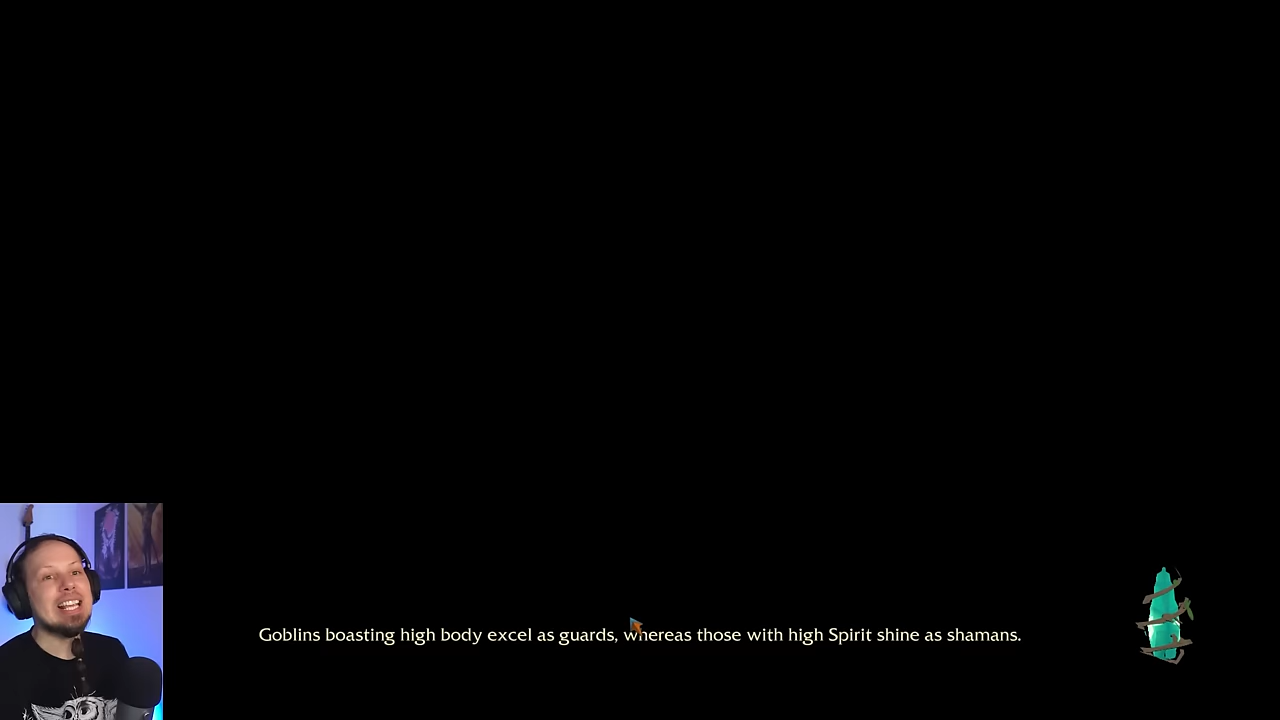 Goblins boasting high body excel as guards, whereas those with high Spirit shine as shamans.